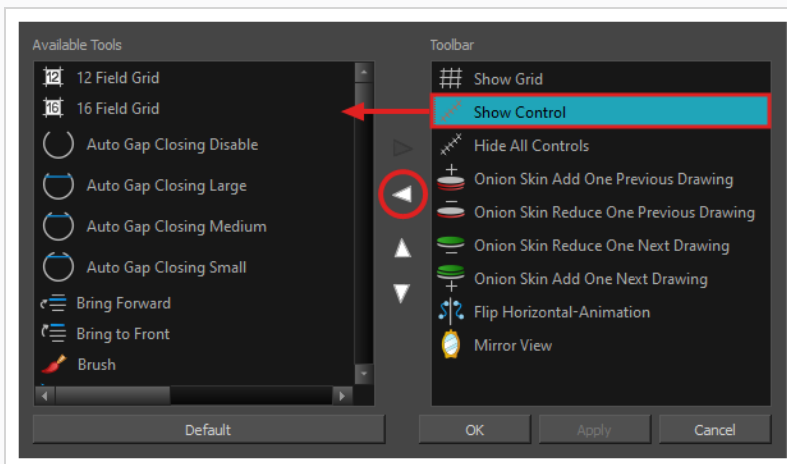 Available Tools
12 12 Field Grid
16 16 Field Grid
Auto Gap Closing Disable
Auto Gap Closing Large
Auto Gap Closing Medium
Auto Gap Closing Small
Bring Forward
Bring to Front
Brush
Default
Toolbar
Show Grid
Show Control
Hide All Controls
Onion Skin Add One Previous Drawing
Onion Skin Reduce One Previous Drawing
Onion Skin Reduce One Next Drawing
Onion Skin Add One Next Drawing
Flip Horizontal-Animation
Mirror View
OK
Apply
Cancel